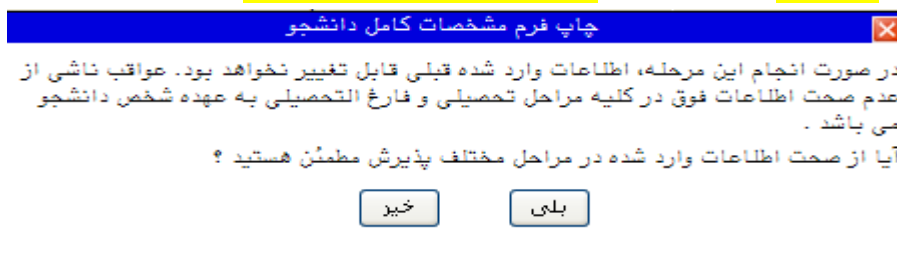 چاپ فرم مشخصات کامل دانشجو
در صورت انجام این مرحله، اطلاعات وارد شده قبلی قابل تغییر نخواهد بود. عواقب ناشی از
عدم صحت اطلاعات فوق در کلیه مراحل تحصیلی و فارغ التحصیلی به عهده شخص دانشجو
می باشد .
آیا از صحت اطلاعات وارد شده در مراحل مختلف پذیرش مطمئن هستید ؟
بلی
خیر